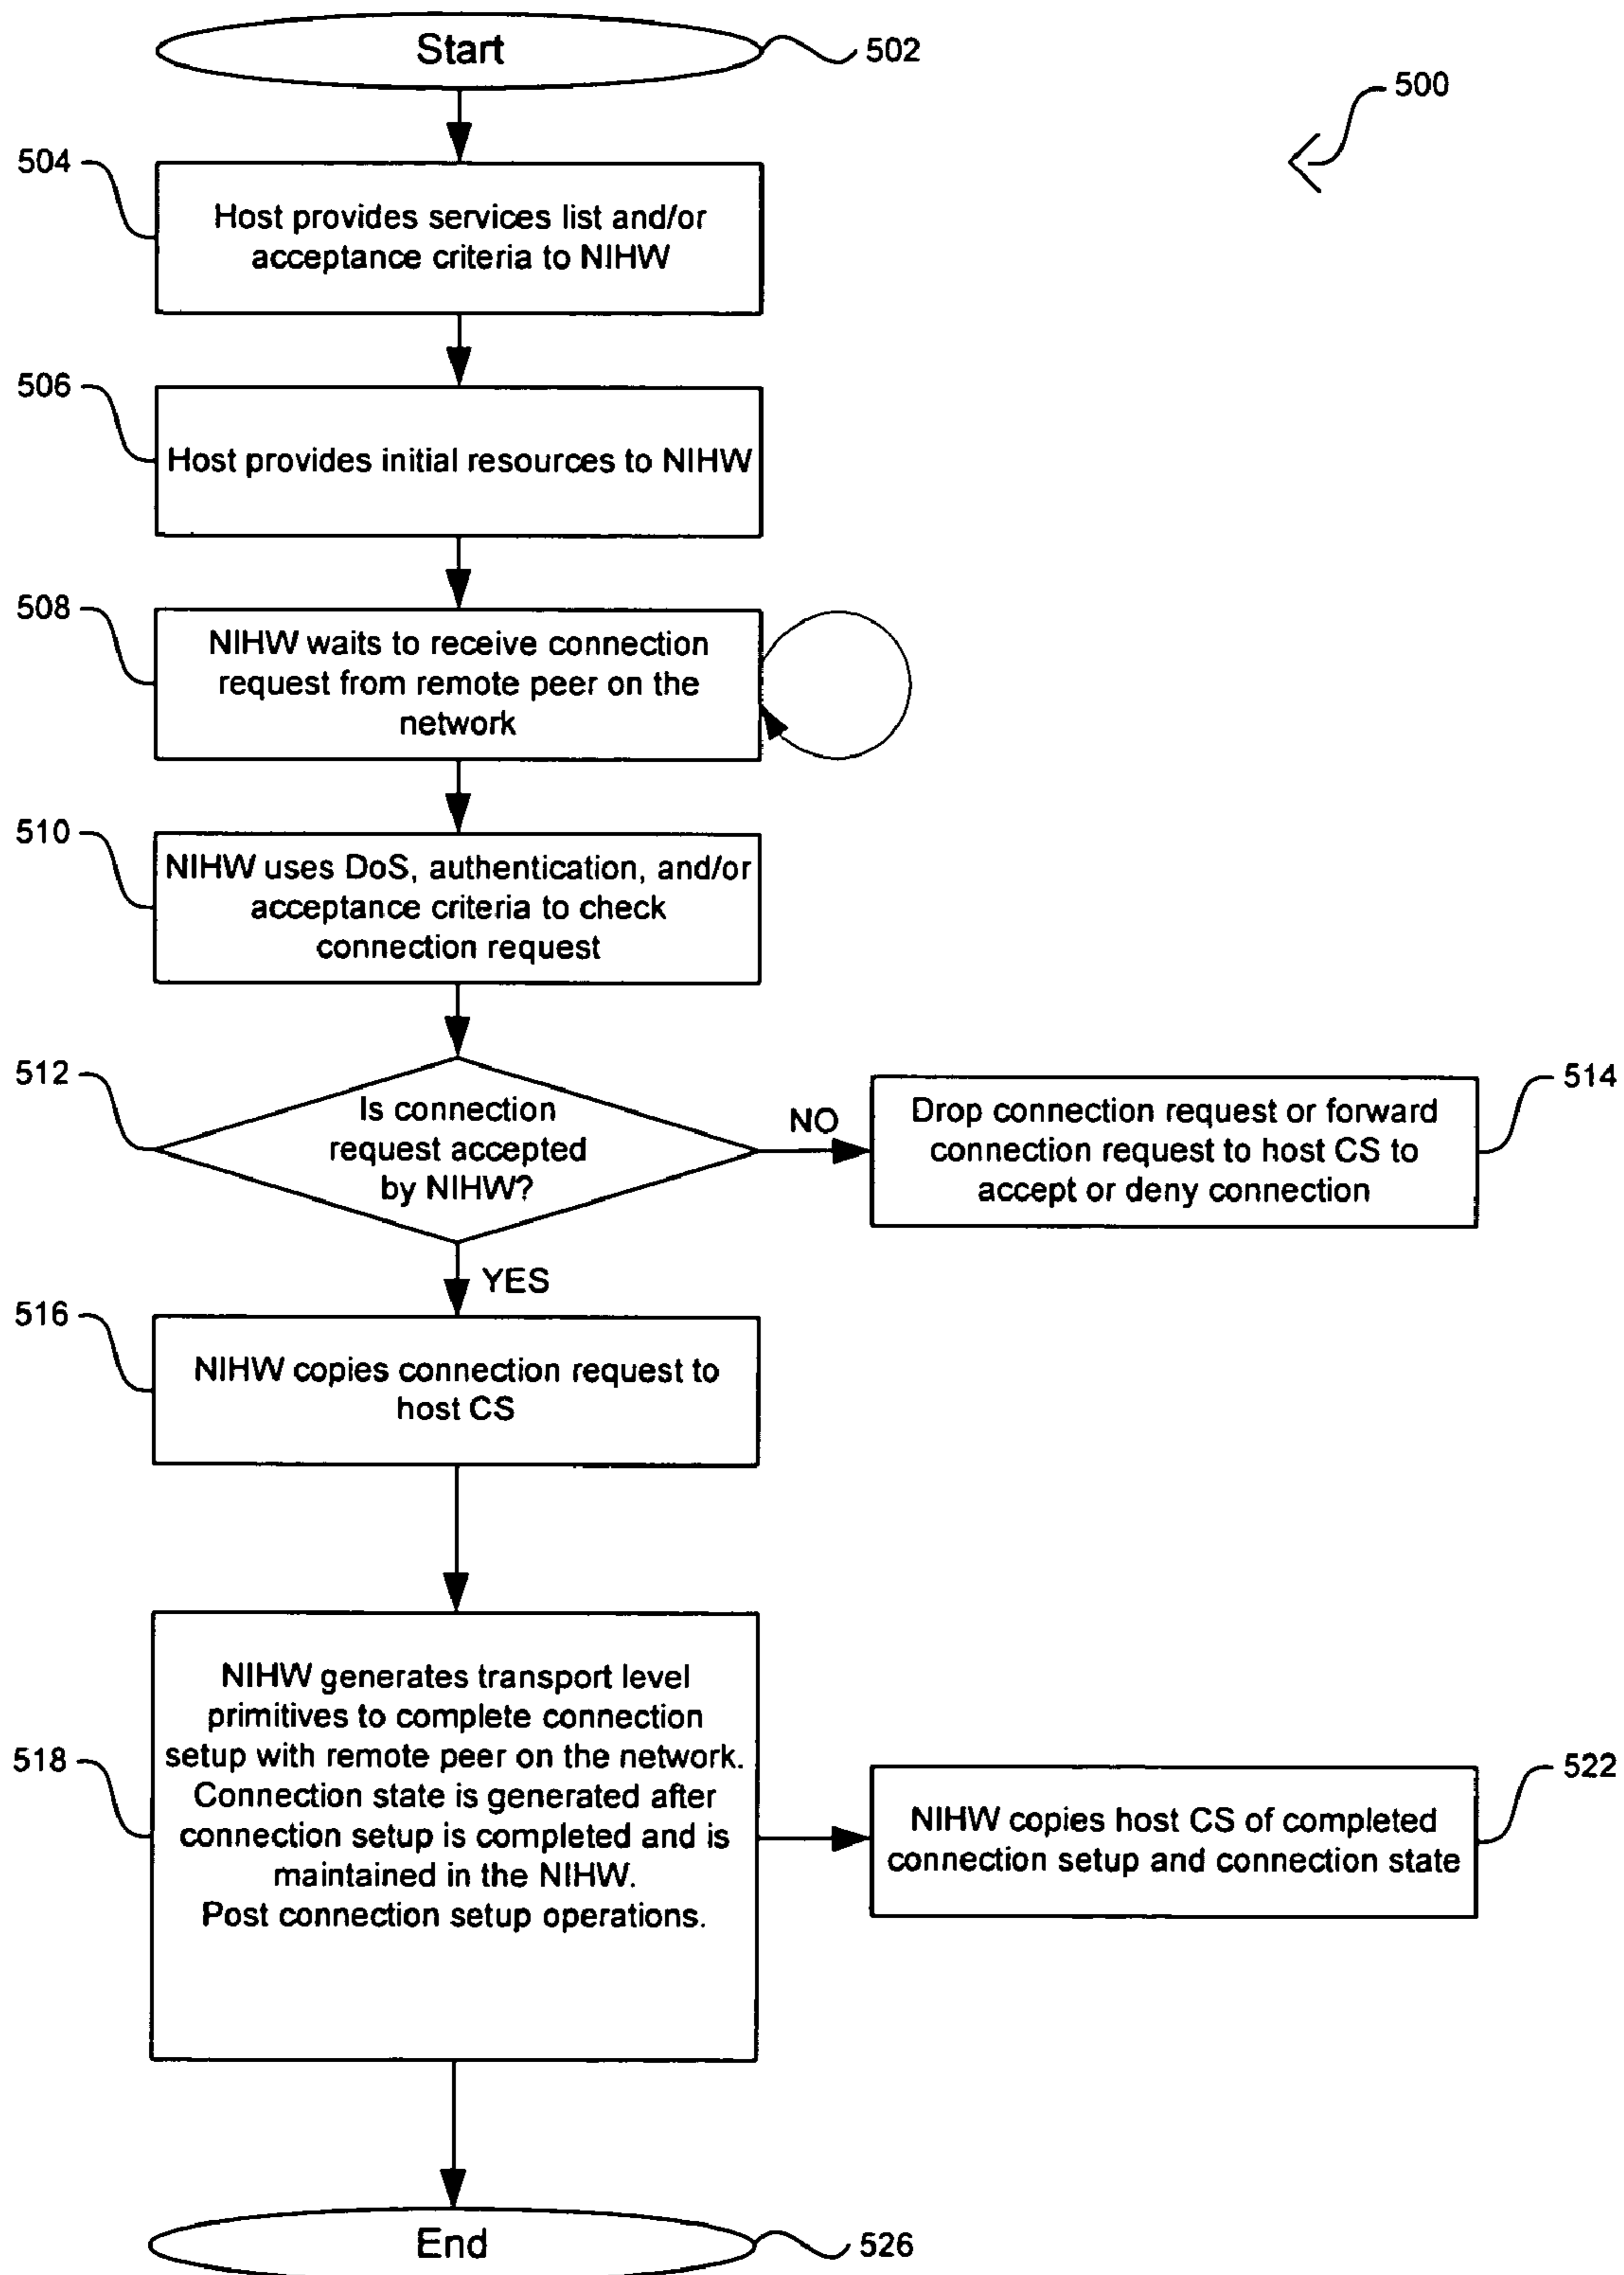 Start
502
500
504
Host provides services list and/or
acceptance criteria to NIHW
506
Host provides initial resources to NIHW
508
NIHW waits to receive connection
request from remote peer on the
network
510
NIHW uses DoS, authentication, and/or
acceptance criteria to check
connection request
512
Is connection
request accepted
by NIHW?
NO
514
Drop connection request or forward
connection request to host CS to
accept or deny connection
YES
516
NIHW copies connection request to
host CS
518
NIHW generates transport level
primitives to complete connection
setup with remote peer on the network.
Connection state is generated after
connection setup is completed and is
maintained in the NIHW.
Post connection setup operations.
522
NIHW copies host CS of completed
connection setup and connection state
End
526